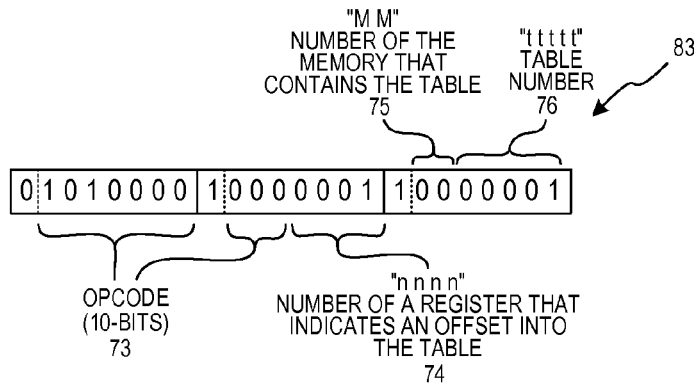 "M M"
NUMBER OF THE
MEMORY THAT
CONTAINS THE TABLE
75
"t t t t t"
TABLE
NUMBER
76
83
0 1 0 1 0 0 0 0 1 0 0 0 0 0 0 1 1 0 0 0 0 0 0 1
OPCODE
(10-BITS)
73
"n n n n"
NUMBER OF A REGISTER THAT
INDICATES AN OFFSET INTO
THE TABLE
74